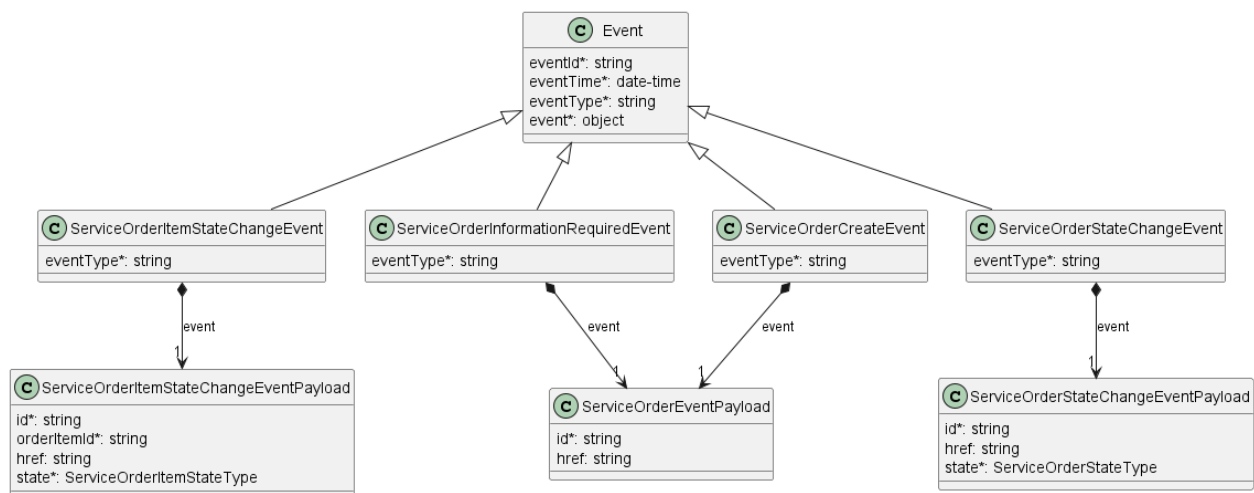 C Event
eventId*: string
eventTime*: date-time
eventType*: string
event*: object
C ServiceOrderItemStateChangeEvent
eventType*: string
C ServiceOrderInformationRequiredEvent
eventType*: string
C ServiceOrderCreateEvent
eventType*: string
C ServiceOrderStateChangeEvent
eventType*: string
event
1
event
1
event
1
event
1
C ServiceOrderItemStateChangeEventPayload
id*: string
orderItemId*: string
href: string
state*: ServiceOrderItemStateType
C ServiceOrderEventPayload
id*: string
href: string
C ServiceOrderStateChangeEventPayload
id*: string
href: string
state*: ServiceOrderStateType